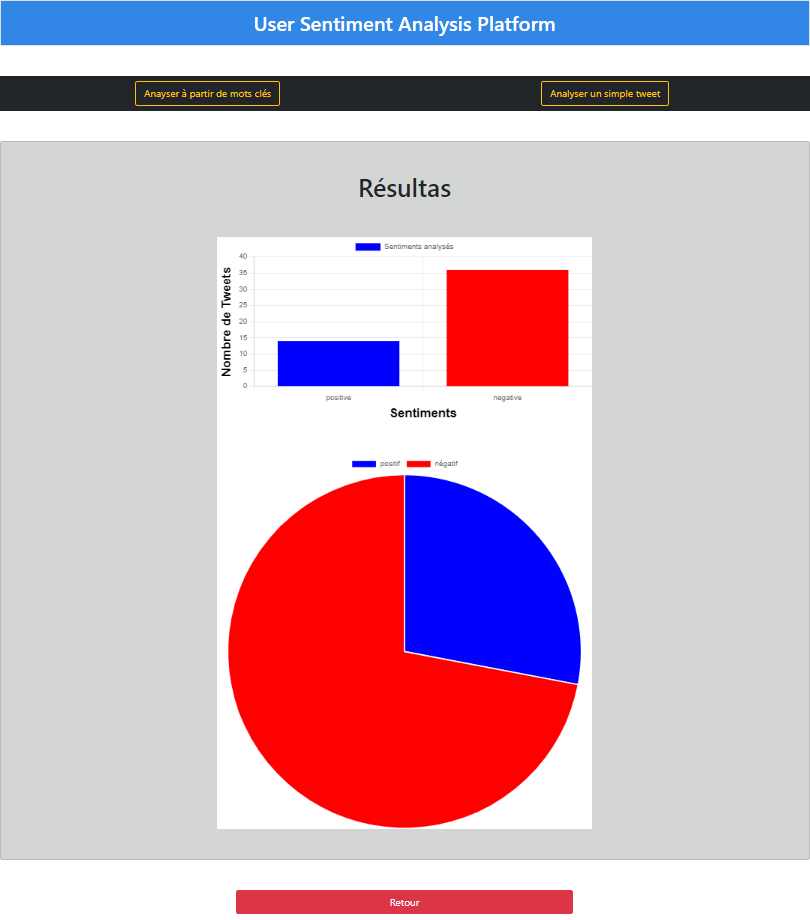 User Sentiment Analysis Platform
Anayser à partir de mots clés
Analyser un simple tweet
Résultas
Sentiments analysés
Nombre de Tweets
40
35
30
25
20
15
10
5
0
positive
negative
Sentiments
positif
négatif
Retour